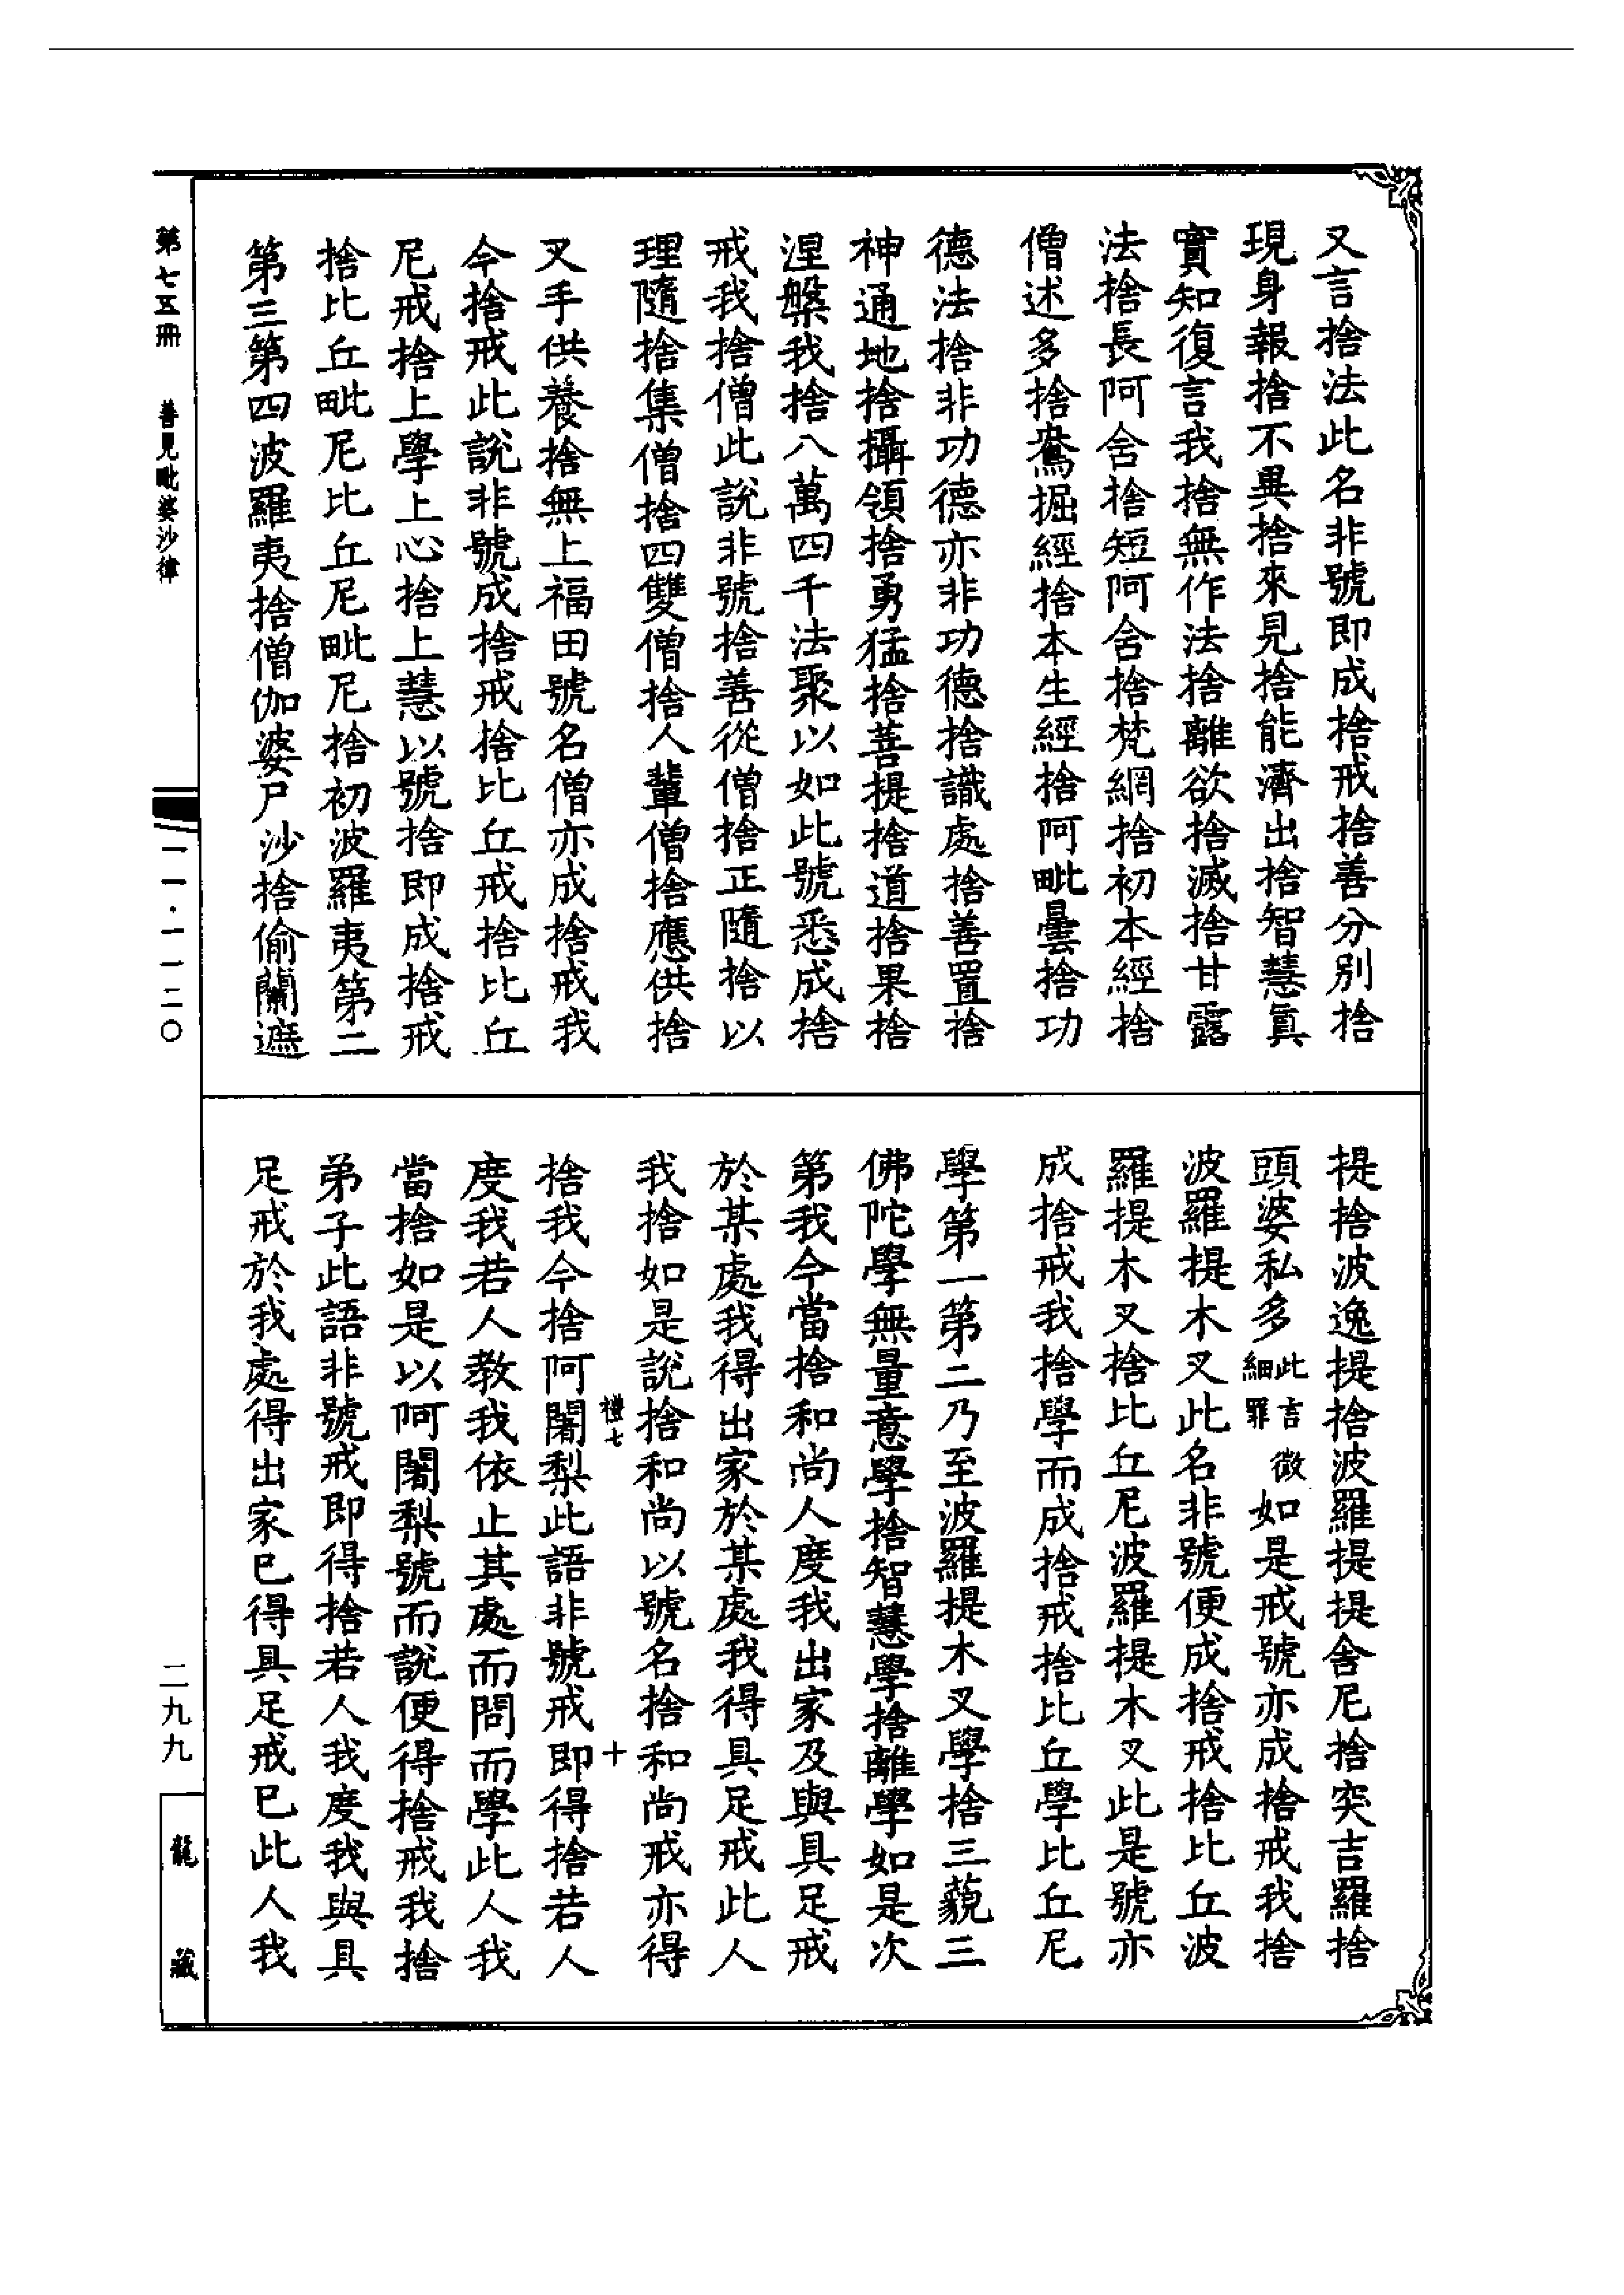 又言捨法此名非號即成捨戒捨善分別捨
現身報捨不異捨來見捨能濟出捨智慧眞
實知復言我捨無作法捨離欲捨滅捨甘露
法捨長阿含捨短阿含捨梵網捨初本經捨
僧述多捨鴦掘經捨本生經捨阿毗曇捨功
德法捨非功德亦非功德捨識處捨善置捨
神通地捨攝領捨勇猛捨菩提捨道捨果捨
涅槃我捨八萬四千法聚以如此號悉成捨
戒我捨僧此說非號捨善從僧捨正隨捨以
理隨捨集僧捨四雙僧捨人輩僧捨應供捨
叉手供養捨無上福田號名僧亦成捨戒我
今捨戒此說非號成捨戒捨比丘戒捨比丘
尼戒捨上學上心捨上慧以號捨即成捨戒
捨比丘毗尼比丘尼毗尼捨初波羅夷第二
第三第四波羅夷捨僧伽婆尸沙捨偷蘭遮
提捨波逸提捨波羅提提舍尼捨突吉羅捨
頭婆私多此言微細罪如是戒號亦成捨戒我捨
波羅提木叉此名非號便成捨戒捨比丘波
羅提木叉捨比丘尼波羅提木叉此是號亦
成捨戒我捨學而成捨戒捨比丘學比丘尼
學第一第二乃至波羅提木叉學捨三藐三
佛陀學無量意學捨智慧學捨離學如是次
第我今當捨和尚人度我出家及與具足戒
於某處我得出家於某處我得具足戒此人
我捨如是說捨和尚以號名捨和尚戒亦得
禮七 十
捨我今捨阿闍梨此語非號戒即得捨若人
度我若人教我依止其處而問而學此人我
當捨如是以阿闍梨號而說便得捨戒我捨
弟子此語非號戒即得捨若人我度我與具
足戒於我處得出家已得具足戒已此人我
第七五冊 善見毗婆沙律
一一·一一二〇
二九九
龍藏